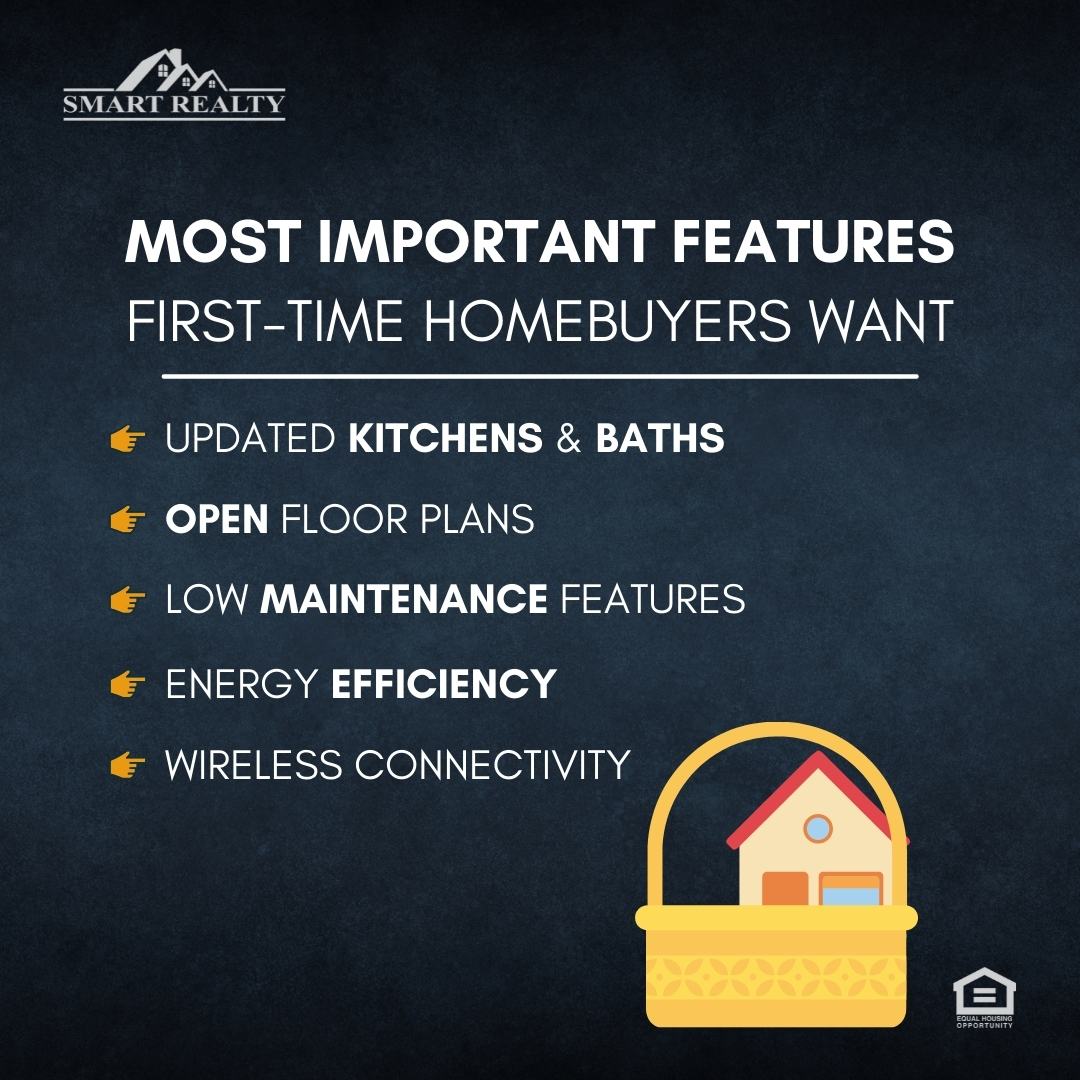 SMART REALTY
MOST IMPORTANT FEATURES
FIRST-TIME HOMEBUYERS WANT
UPDATED KITCHENS & BATHS
OPEN FLOOR PLANS
LOW MAINTENANCE FEATURES
ENERGY EFFICIENCY
WIRELESS CONNECTIVITY
EQUAL HOUSING
OPPORTUNITY